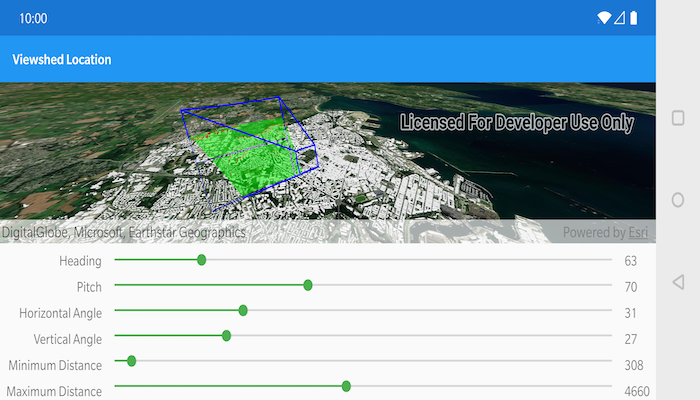 10:00
Viewshed Location
Licensed For Developer Use Only
DigitalGlobe, Microsoft, Earthstar Geographics
Powered by Esri
Heading 63
Pitch 70
Horizontal Angle 31
Vertical Angle 27
Minimum Distance 308
Maximum Distance 4660